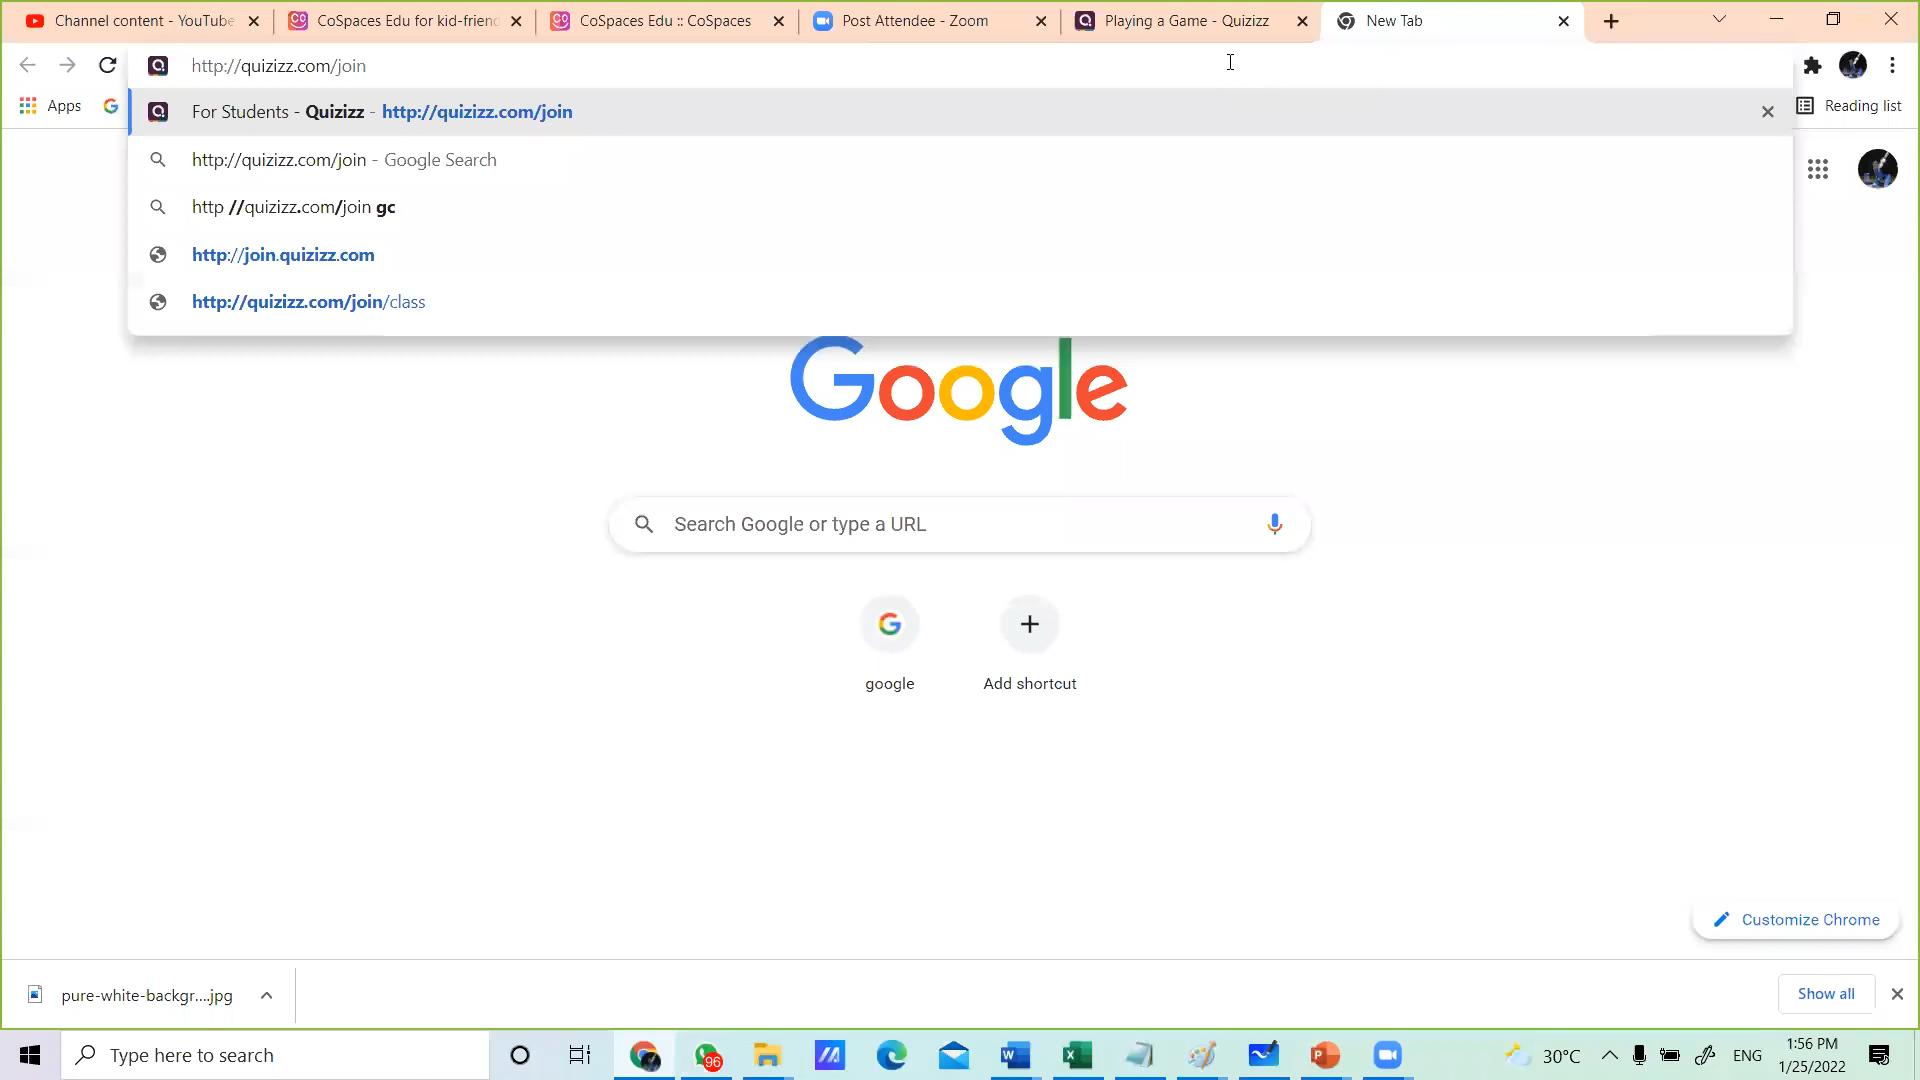 Channel content - YouTube
CoSpaces Edu for kid-friend
CoSpaces Edu :: CoSpaces
Post Attendee - Zoom
Playing a Game - Quizizz
New Tab
http://quizizz.com/join
Apps
Reading list
For Students - Quizizz - http://quizizz.com/join
http://quizizz.com/join - Google Search
http //quizizz.com/join gc
http://join.quizizz.com
http://quizizz.com/join/class
Google
Search Google or type a URL
google
Add shortcut
Customize Chrome
pure-white-backgr....jpg
Show all
Type here to search
96
30°C
ENG
1:56 PM
1/25/2022